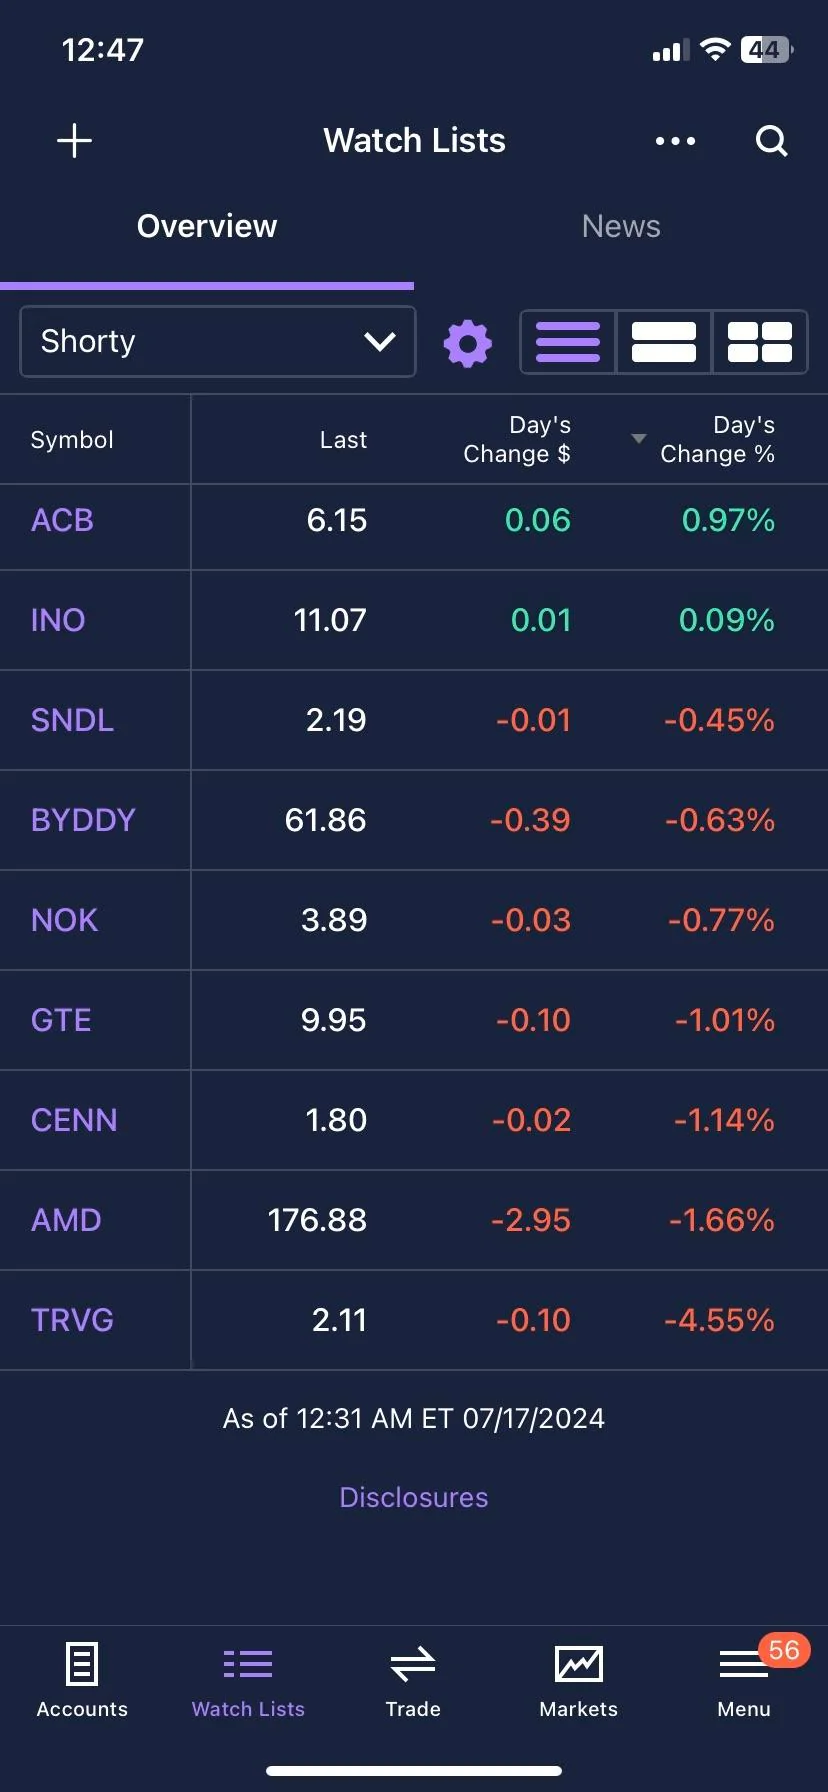 12:47
44
Watch Lists
Overview News
Shorty
Symbol Last Day's Change $ Day's Change %
ACB 6.15 0.06 0.97%
INO 11.07 0.01 0.09%
SNDL 2.19 -0.01 -0.45%
BYDDY 61.86 -0.39 -0.63%
NOK 3.89 -0.03 -0.77%
GTE 9.95 -0.10 -1.01%
CENN 1.80 -0.02 -1.14%
AMD 176.88 -2.95 -1.66%
TRVG 2.11 -0.10 -4.55%
As of 12:31 AM ET 07/17/2024
Disclosures
56
Accounts Watch Lists Trade Markets Menu